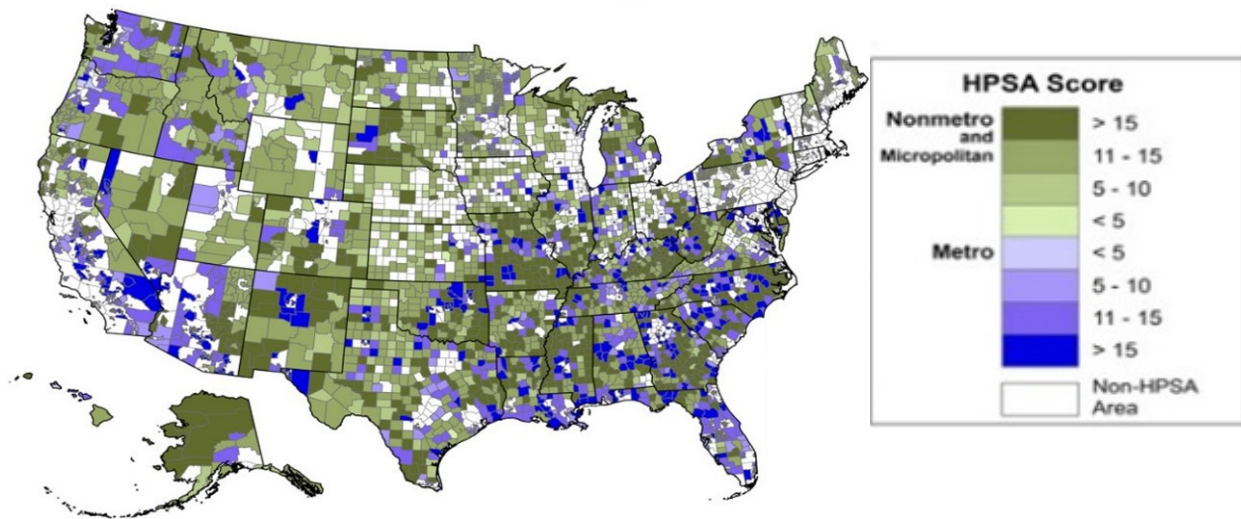 HPSA Score
Nonmetro > 15
and
Micropolitan 11 - 15
5 - 10
< 5
Metro < 5
5 - 10
11 - 15
> 15
Non-HPSA
Area